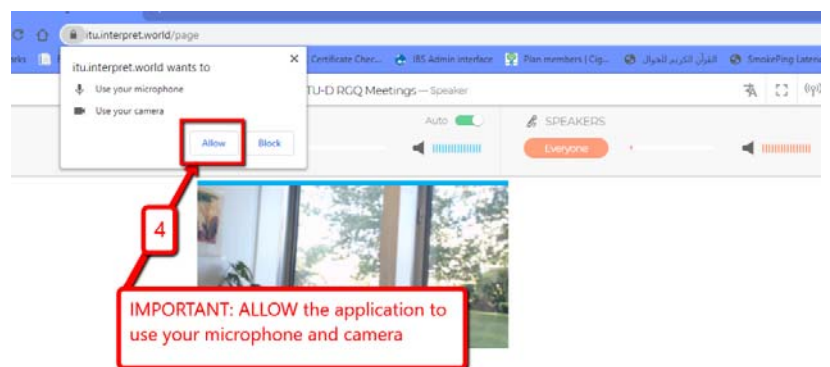 itu.interpret.world/page
Certificate Chec...
IBS Admin interface
Plan members | Cig...
القرآن الكريم للجوال
SmokePing Latenc
itu.interpret.world wants to
Use your microphone
Use your camera
Allow
Block
TU-D RGQ Meetings — Speaker
Auto
SPEAKERS
Everyone
4
IMPORTANT: ALLOW the application to
use your microphone and camera